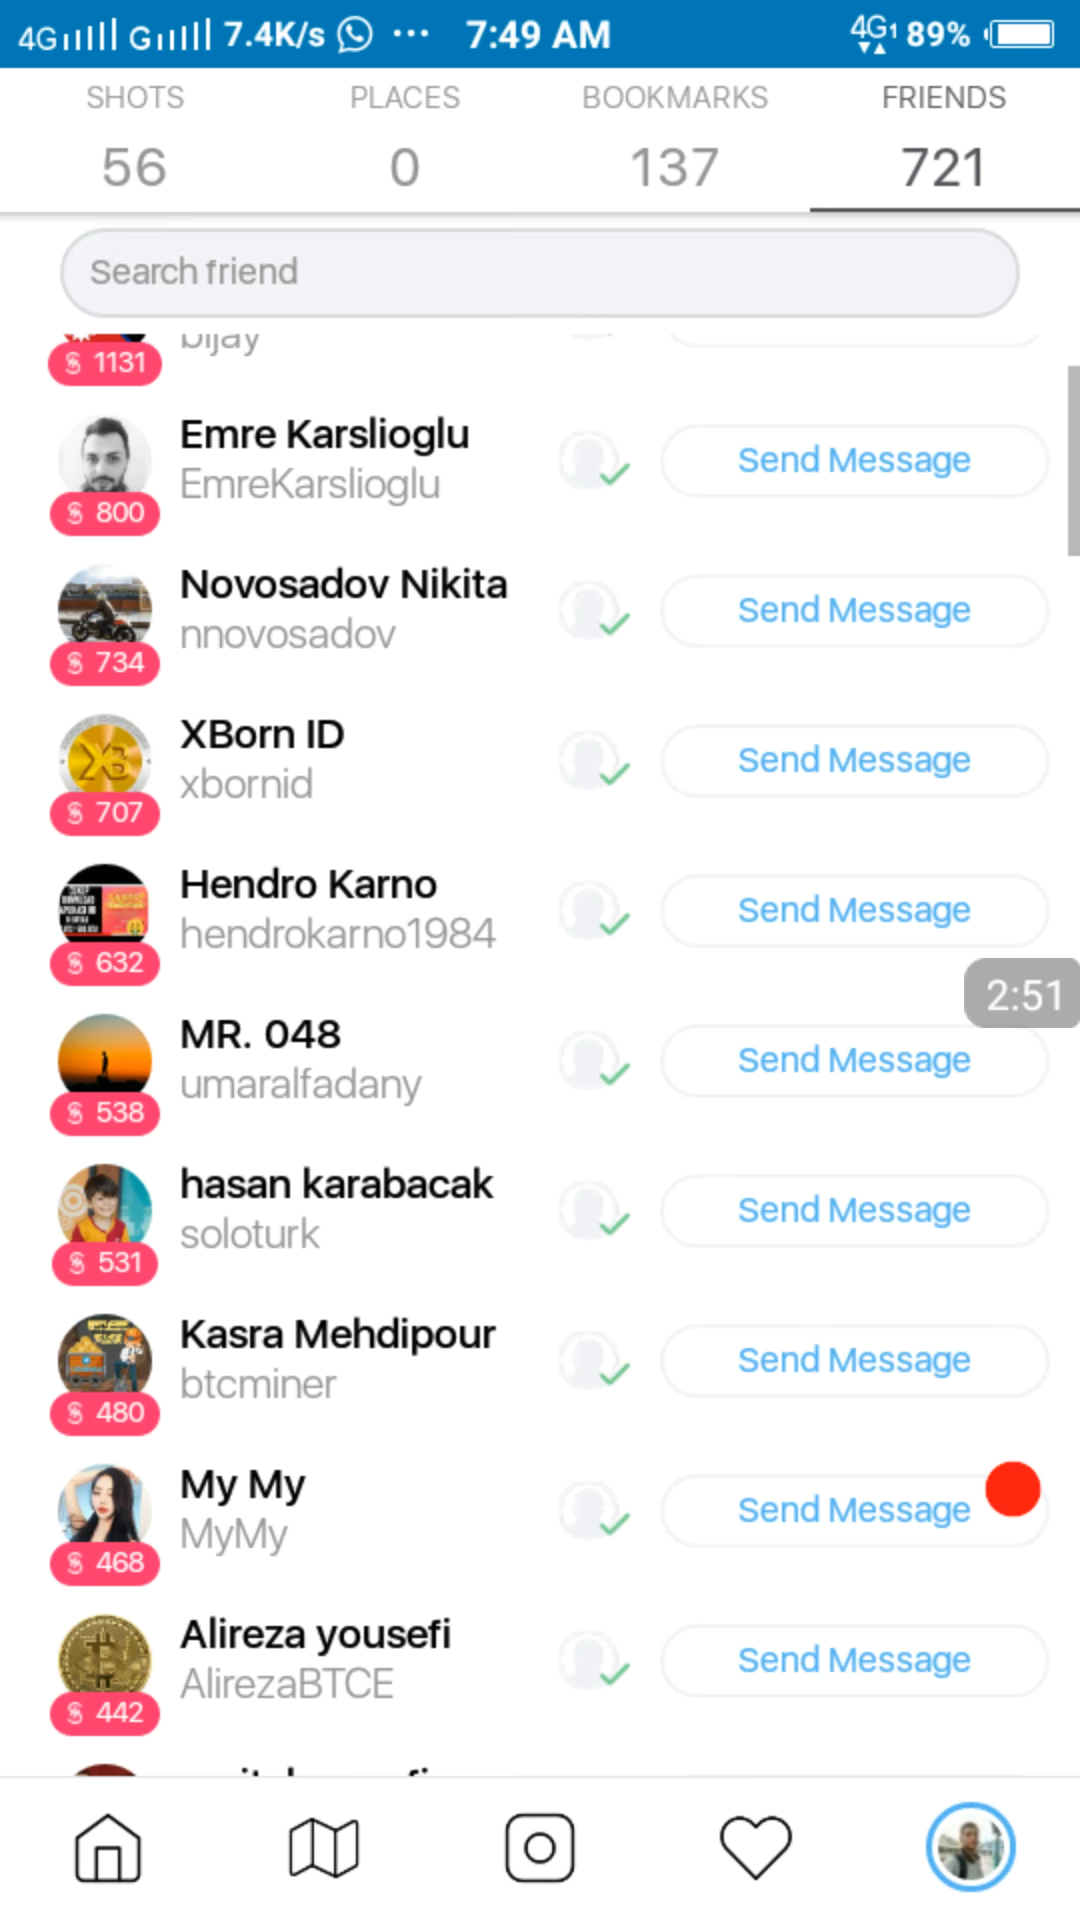 4G G 7.4K/s ... 7:49 AM 4G1 89%
SHOTS PLACES BOOKMARKS FRIENDS
56 0 137 721
Search friend
bijay
1131
Emre Karslioglu
EmreKarslioglu
Send Message
800
Novosadov Nikita
nnovosadov
Send Message
734
XBorn ID
xbornid
Send Message
707
Hendro Karno
hendrokarno1984
Send Message
632
2:51
MR. 048
umaralfadany
Send Message
538
hasan karabacak
soloturk
Send Message
531
Kasra Mehdipour
btcminer
Send Message
480
My My
MyMy
Send Message
468
Alireza yousefi
AlirezaBTCE
Send Message
442